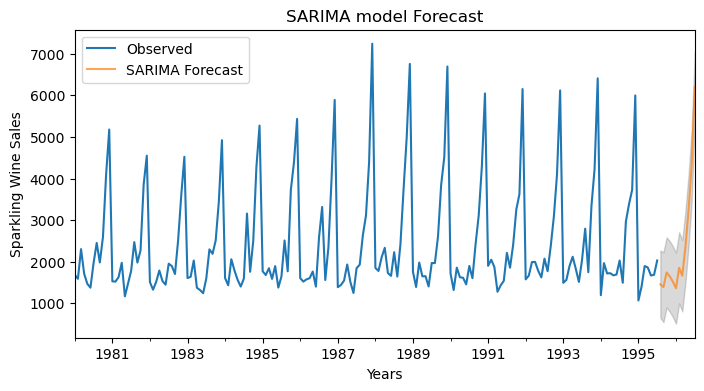 SARIMA model Forecast
Observed
SARIMA Forecast
7000
6000
5000
4000
3000
2000
1000
Sparkling Wine Sales
1981 1983 1985 1987 1989 1991 1993 1995
Years